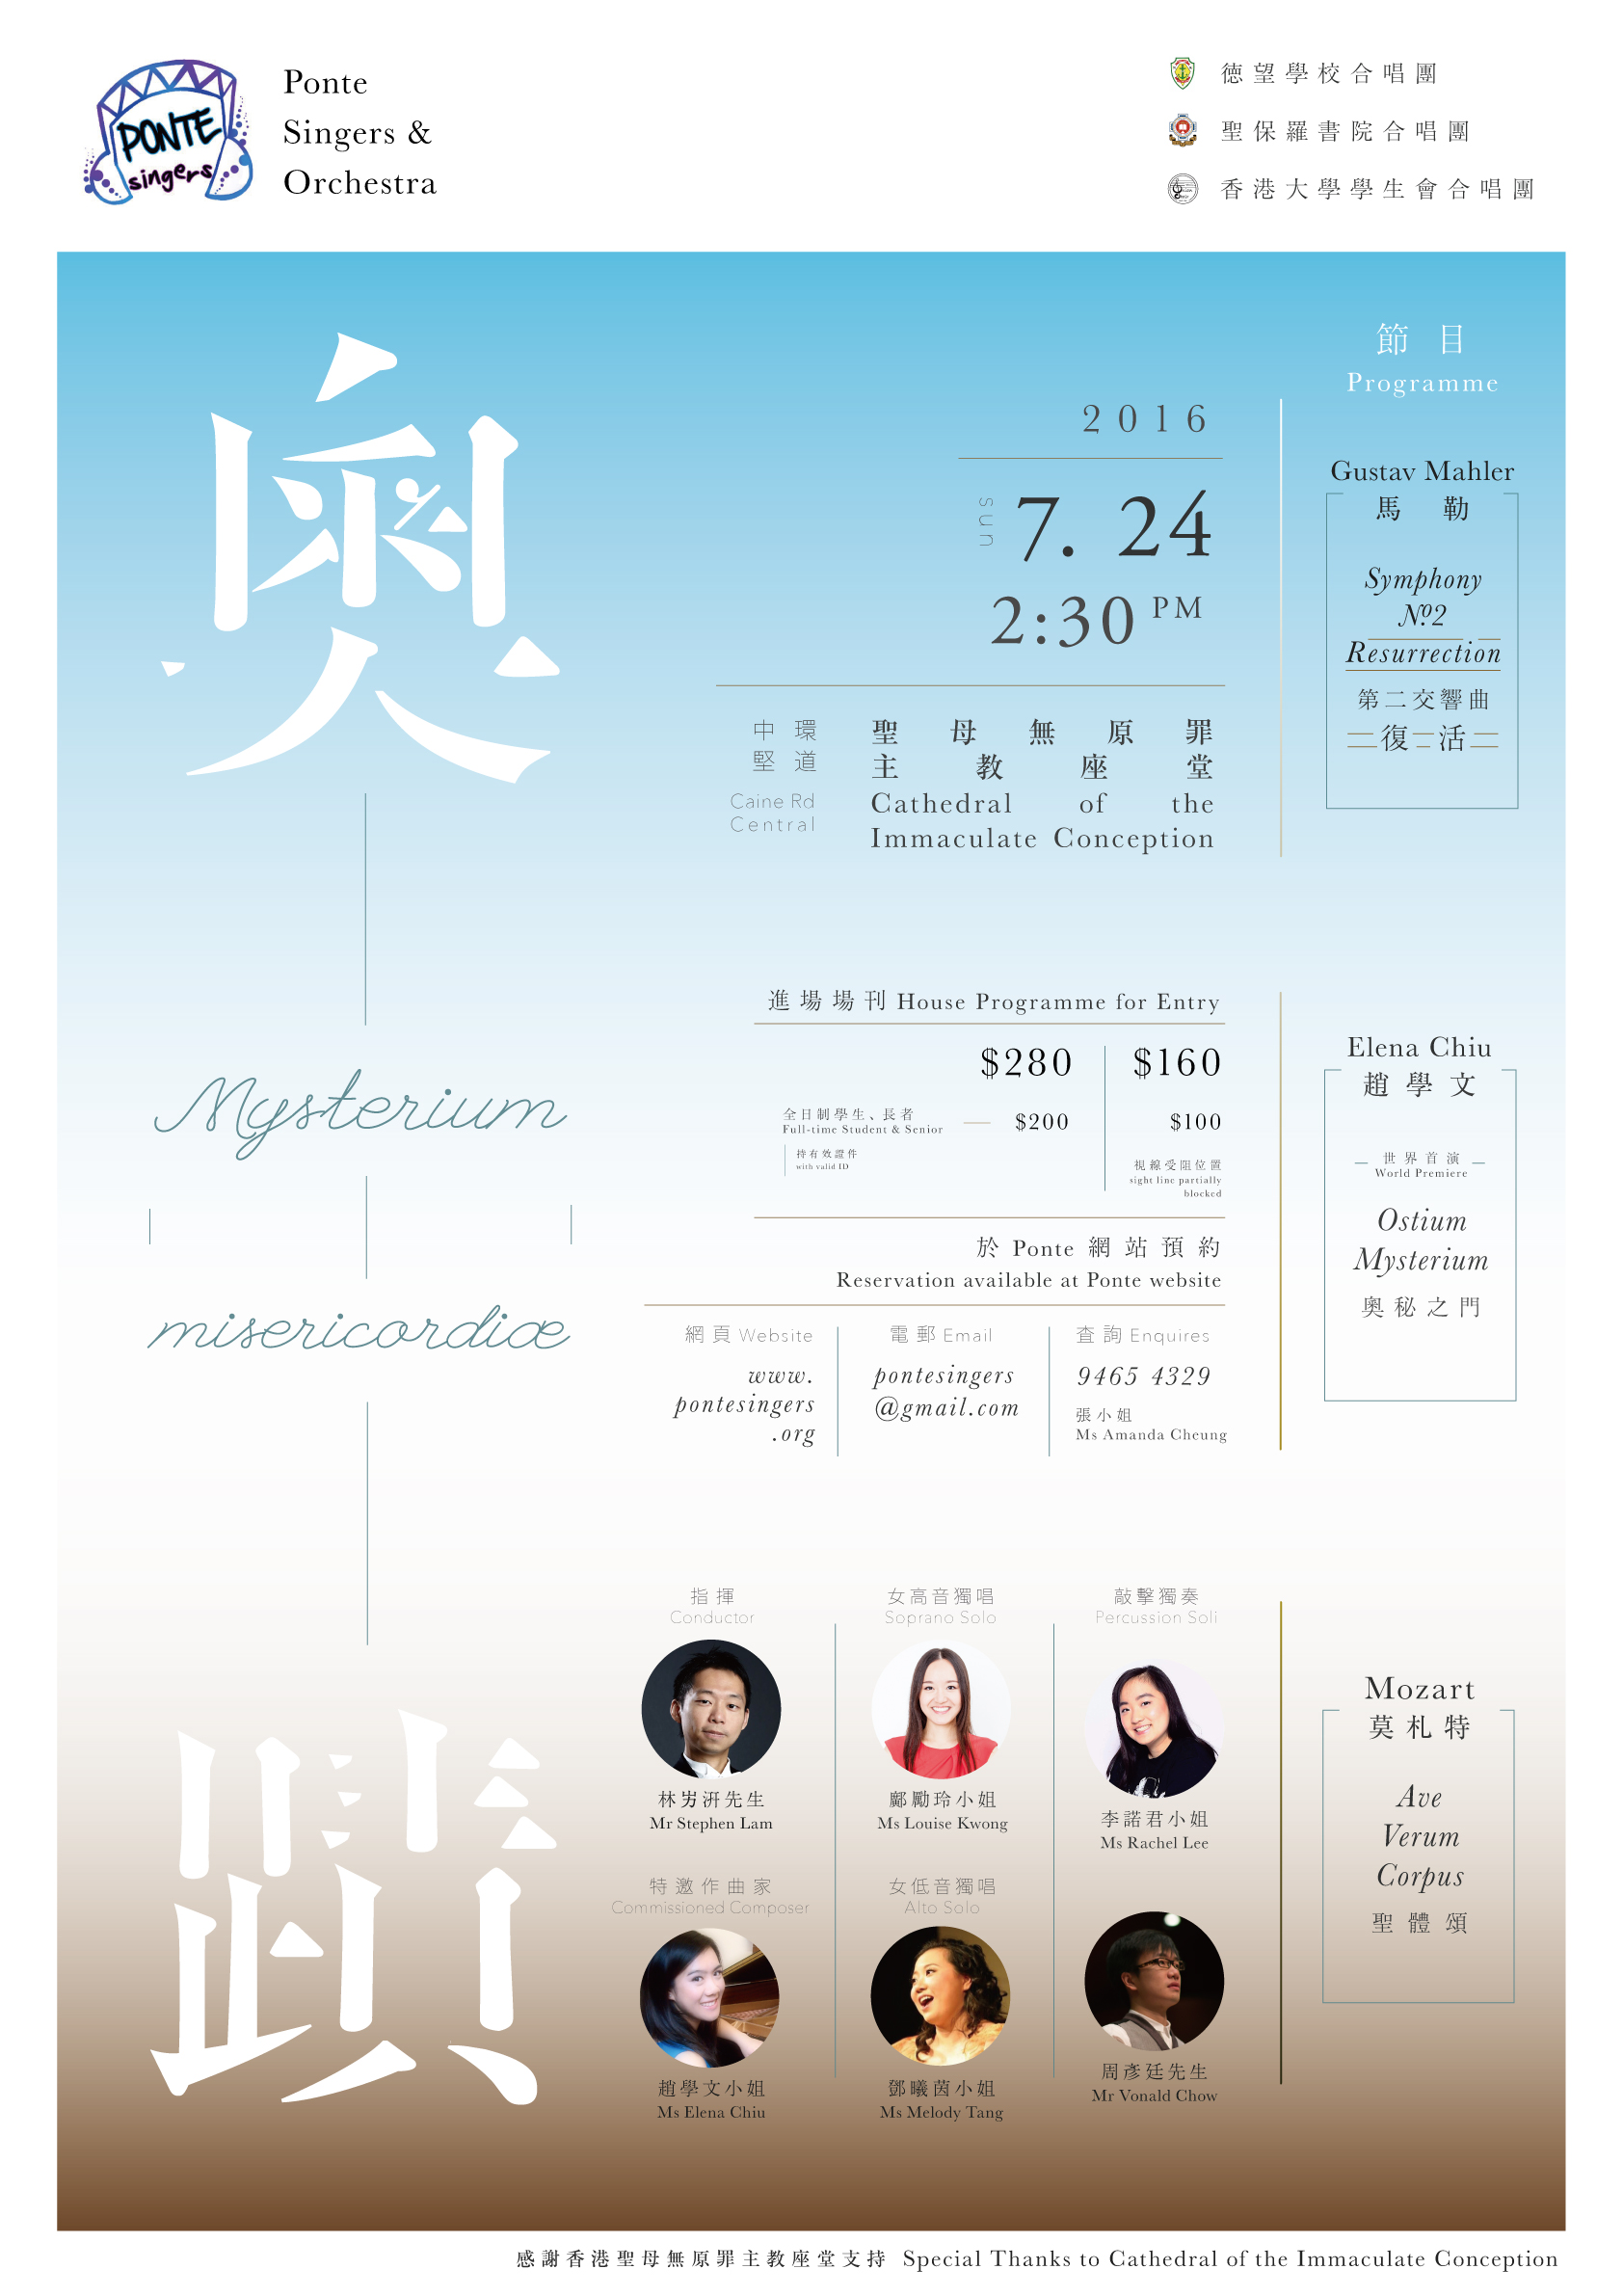 PONTE
singers
Ponte
Singers &
Orchestra
德望學校合唱團
聖保羅書院合唱團
香港大學學生會合唱團
奧
Mysterium
misericordiæ
蹟
2016
sun
7. 24
2:30 PM
中環
堅道
Caine Rd
Central
聖母無原罪
主教座堂
Cathedral of the
Immaculate Conception
節目
Programme
Gustav Mahler
馬勒
Symphony
№2
Resurrection
第二交響曲
復活
進場場刊 House Programme for Entry
$280
$160
全日制學生、長者
Full-time Student & Senior
$200
$100
持有效證件
with valid ID
視線受阻位置
sight line partially
blocked
於 Ponte 網站預約
Reservation available at Ponte website
網頁 Website
www.
pontesingers
.org
電郵 Email
pontesingers
@gmail.com
查詢 Enquires
9465 4329
張小姐
Ms Amanda Cheung
Elena Chiu
趙學文
世界首演
World Premiere
Ostium
Mysterium
奧秘之門
指揮
Conductor
先生
Mr Stephen Lam
女高音獨唱
Soprano Solo
鄺勵玲小姐
Ms Louise Kwong
敲擊獨奏
Percussion Soli
李諾君小姐
Ms Rachel Lee
特邀作曲家
Commissioned Composer
趙學文小姐
Ms Elena Chiu
女低音獨唱
Alto Solo
鄧曦茵小姐
Ms Melody Tang
周彥廷先生
Mr Vonald Chow
Mozart
莫札特
Ave
Verum
Corpus
聖體頌
感謝香港聖母無原罪主教座堂支持 Special Thanks to Cathedral of the Immaculate Conception